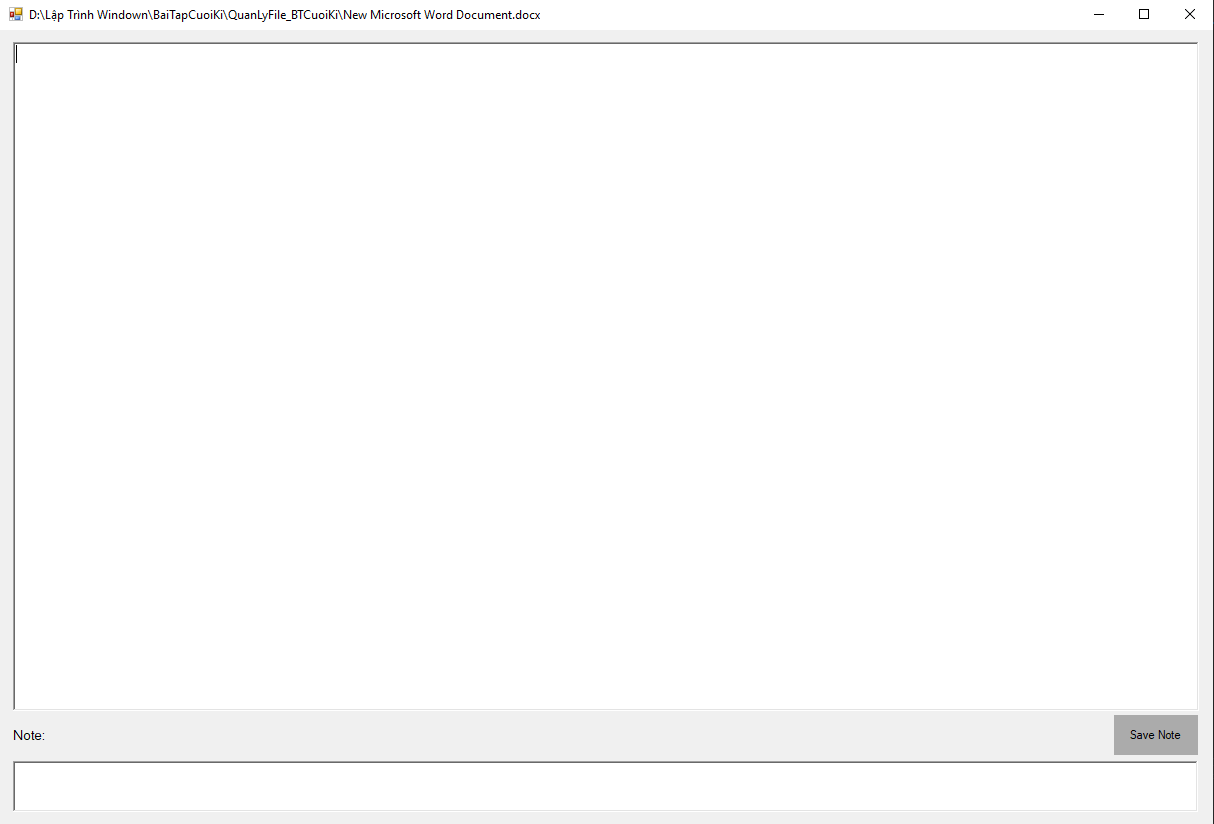 D:\Lập Trình Windown\BaiTapCuoiKi\QuanLyFile_BTCuoiKi\New Microsoft Word Document.docx
Note:
Save Note